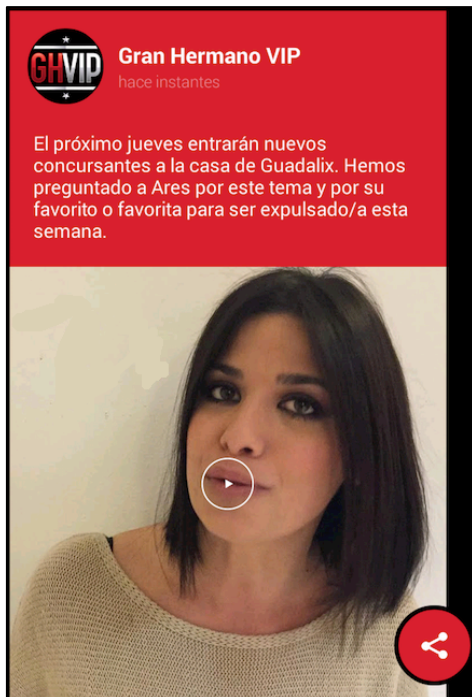 GHVIP
Gran Hermano VIP
hace instantes
El próximo jueves entrarán nuevos
concursantes a la casa de Guadalix. Hemos
preguntado a Ares por este tema y por su
favorito o favorita para ser expulsado/a esta
semana.